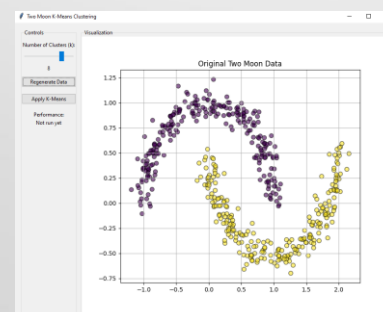 Two Moon K-Means Clustering
Controls
Number of Clusters (k):
Regenerate Data
Apply K-Means
Performance:
Not run yet
Visualization
Original Two Moon Data
1.25
1.00
0.75
0.50
0.25
0.00
−0.25
−0.50
−0.75
−1.0 −0.5 0.0 0.5 1.0 1.5 2.0